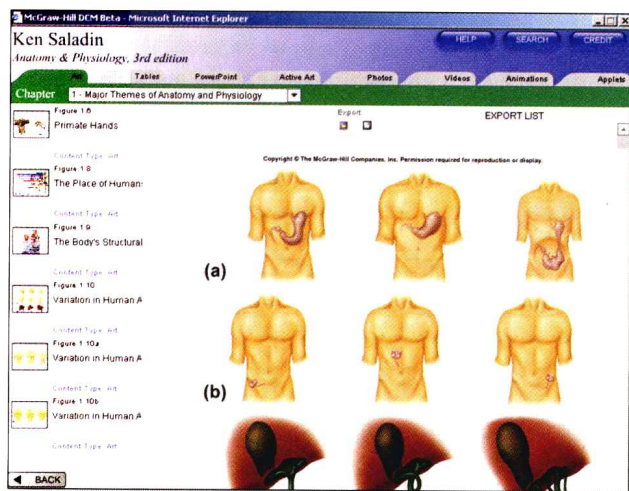 McGraw-Hill DCM Beta - Microsoft Internet Explorer
Ken Saladin
HELP
SEARCH
CREDIT
Anatomy & Physiology, 3rd edition
Art
Tables
PowerPoint
Active Art
Photos
Videos
Animations
Applets
Chapter
1 - Major Themes of Anatomy and Physiology
Figure 1.6
Primate Hands
Content Type: Art
Figure 1.8
The Place of Humans
Content Type: Art
Figure 1.9
The Body's Structural
Content Type: Art
Figure 1.10
Variation in Human A
Content Type: Art
Figure 1.10a
Variation in Human A
Content Type: Art
Figure 1.10b
Variation in Human A
Content Type: Art
BACK
Export
EXPORT LIST
Copyright © The McGraw-Hill Companies, Inc. Permission required for reproduction or display.
(a)
(b)